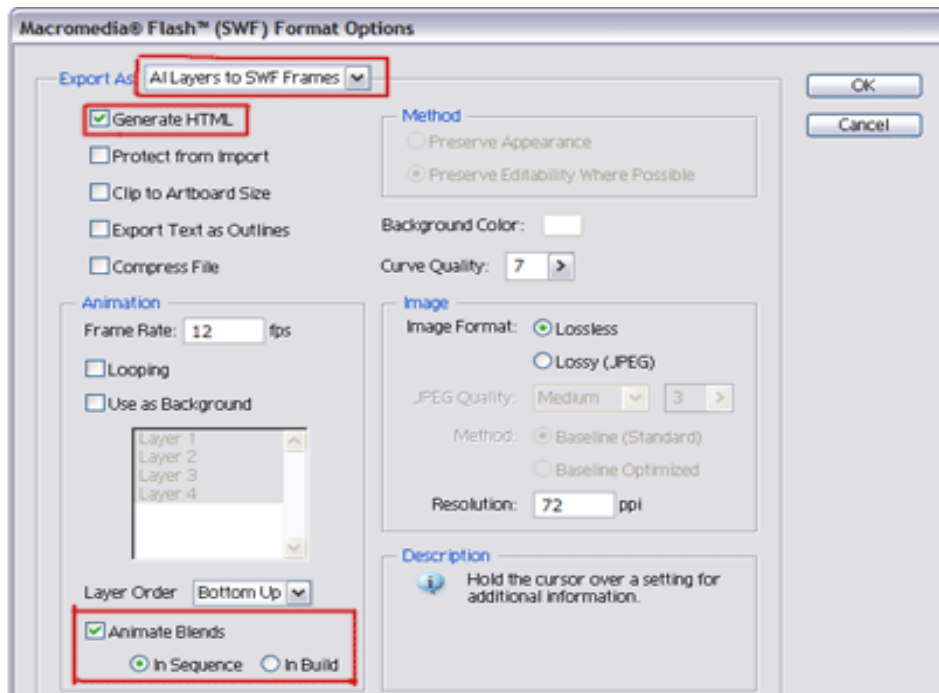 Macromedia® Flash™ (SWF) Format Options
Export As: AI Layers to SWF Frames
OK
Cancel
Generate HTML
Protect from Import
Clip to Artboard Size
Export Text as Outlines
Compress File
Method
Preserve Appearance
Preserve Editability Where Possible
Background Color:
Curve Quality: 7
Animation
Frame Rate: 12 fps
Looping
Use as Background
Layer 1
Layer 2
Layer 3
Layer 4
Layer Order Bottom Up
Animate Blends
In Sequence In Build
Image
Image Format: Lossless
Lossy (JPEG)
JPEG Quality: Medium 3
Method: Baseline (Standard)
Baseline Optimized
Resolution: 72 ppi
Description
Hold the cursor over a setting for
additional information.